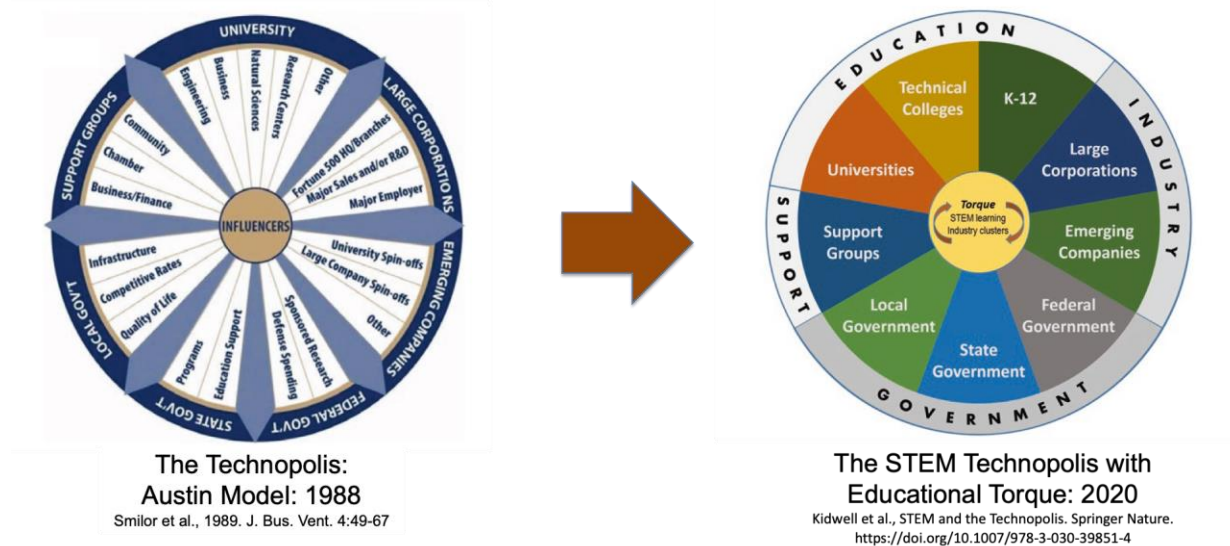 UNIVERSITY
Engineering
Business
Natural Sciences
Research Centers
Other
LARGE CORPORATIONS
Fortune 500 HQ/Branches
Major Sales and/or R&D
Major Employer
EMERGING COMPANIES
University Spin-offs
Large Company Spin-offs
Other
FEDERAL GOV'T
Sponsored Research
Defense Spending
STATE GOV'T
Education Support
Programs
LOCAL GOV'T
Quality of Life
Competitive Rates
Infrastructure
SUPPORT GROUPS
Business/Finance
Chamber
Community
INFLUENCERS
The Technopolis:
Austin Model: 1988
Smilor et al., 1989. J. Bus. Vent. 4:49-67
EDUCATION
Technical
Colleges
K-12
Universities
INDUSTRY
Large
Corporations
Emerging
Companies
GOVERNMENT
Federal
Government
State
Government
Local
Government
SUPPORT
Support
Groups
Torque
STEM learning
Industry clusters
The STEM Technopolis with
Educational Torque: 2020
Kidwell et al., STEM and the Technopolis. Springer Nature.
https://doi.org/10.1007/978-3-030-39851-4